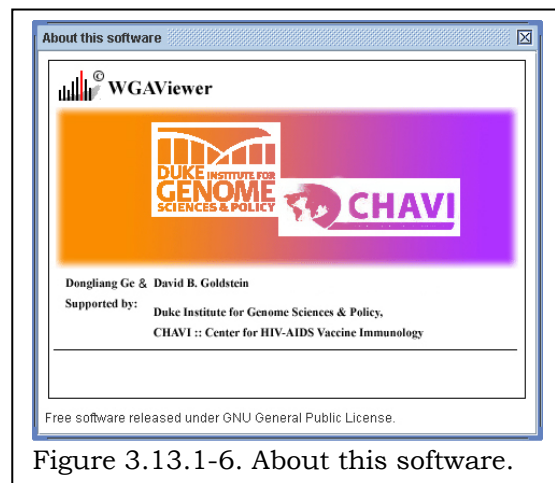 About this software
© WGAViewer
DUKE INSTITUTE FOR
GENOME
SCIENCES & POLICY
CHAVI
Dongliang Ge & David B. Goldstein
Supported by:
Duke Institute for Genome Sciences & Policy,
CHAVI :: Center for HIV-AIDS Vaccine Immunology
Free software released under GNU General Public License.
Figure 3.13.1-6. About this software.